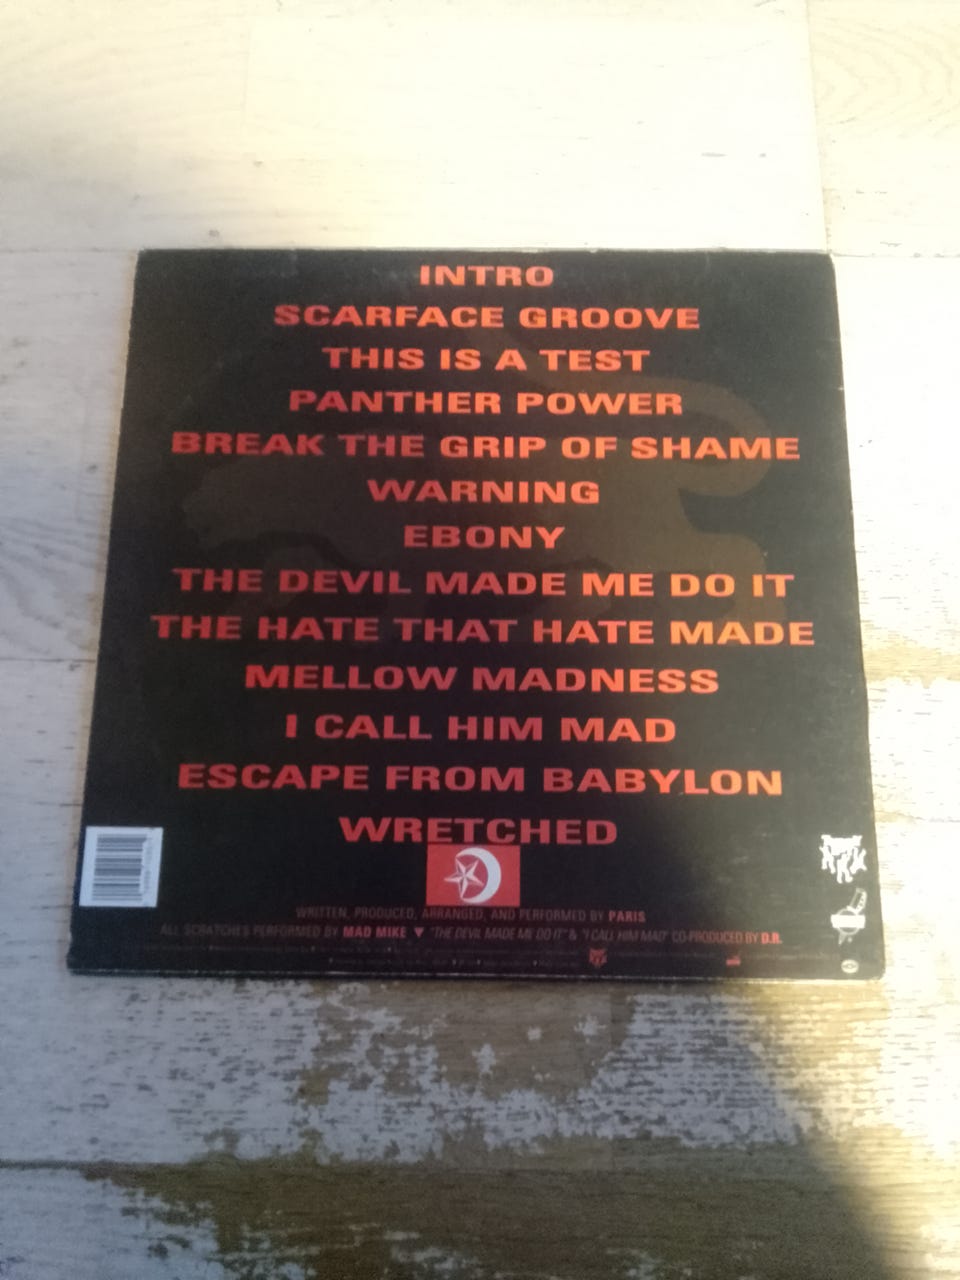 INTRO
SCARFACE GROOVE
THIS IS A TEST
PANTHER POWER
BREAK THE GRIP OF SHAME
WARNING
EBONY
THE DEVIL MADE ME DO IT
THE HATE THAT HATE MADE
MELLOW MADNESS
I CALL HIM MAD
ESCAPE FROM BABYLON
WRETCHED
WRITTEN, PRODUCED, ARRANGED, AND PERFORMED BY PARIS
ALL SCRATCHES PERFORMED BY MAD MIKE ▼ "THE DEVIL MADE ME DO IT" & "I CALL HIM MAD" CO-PRODUCED BY D.R.